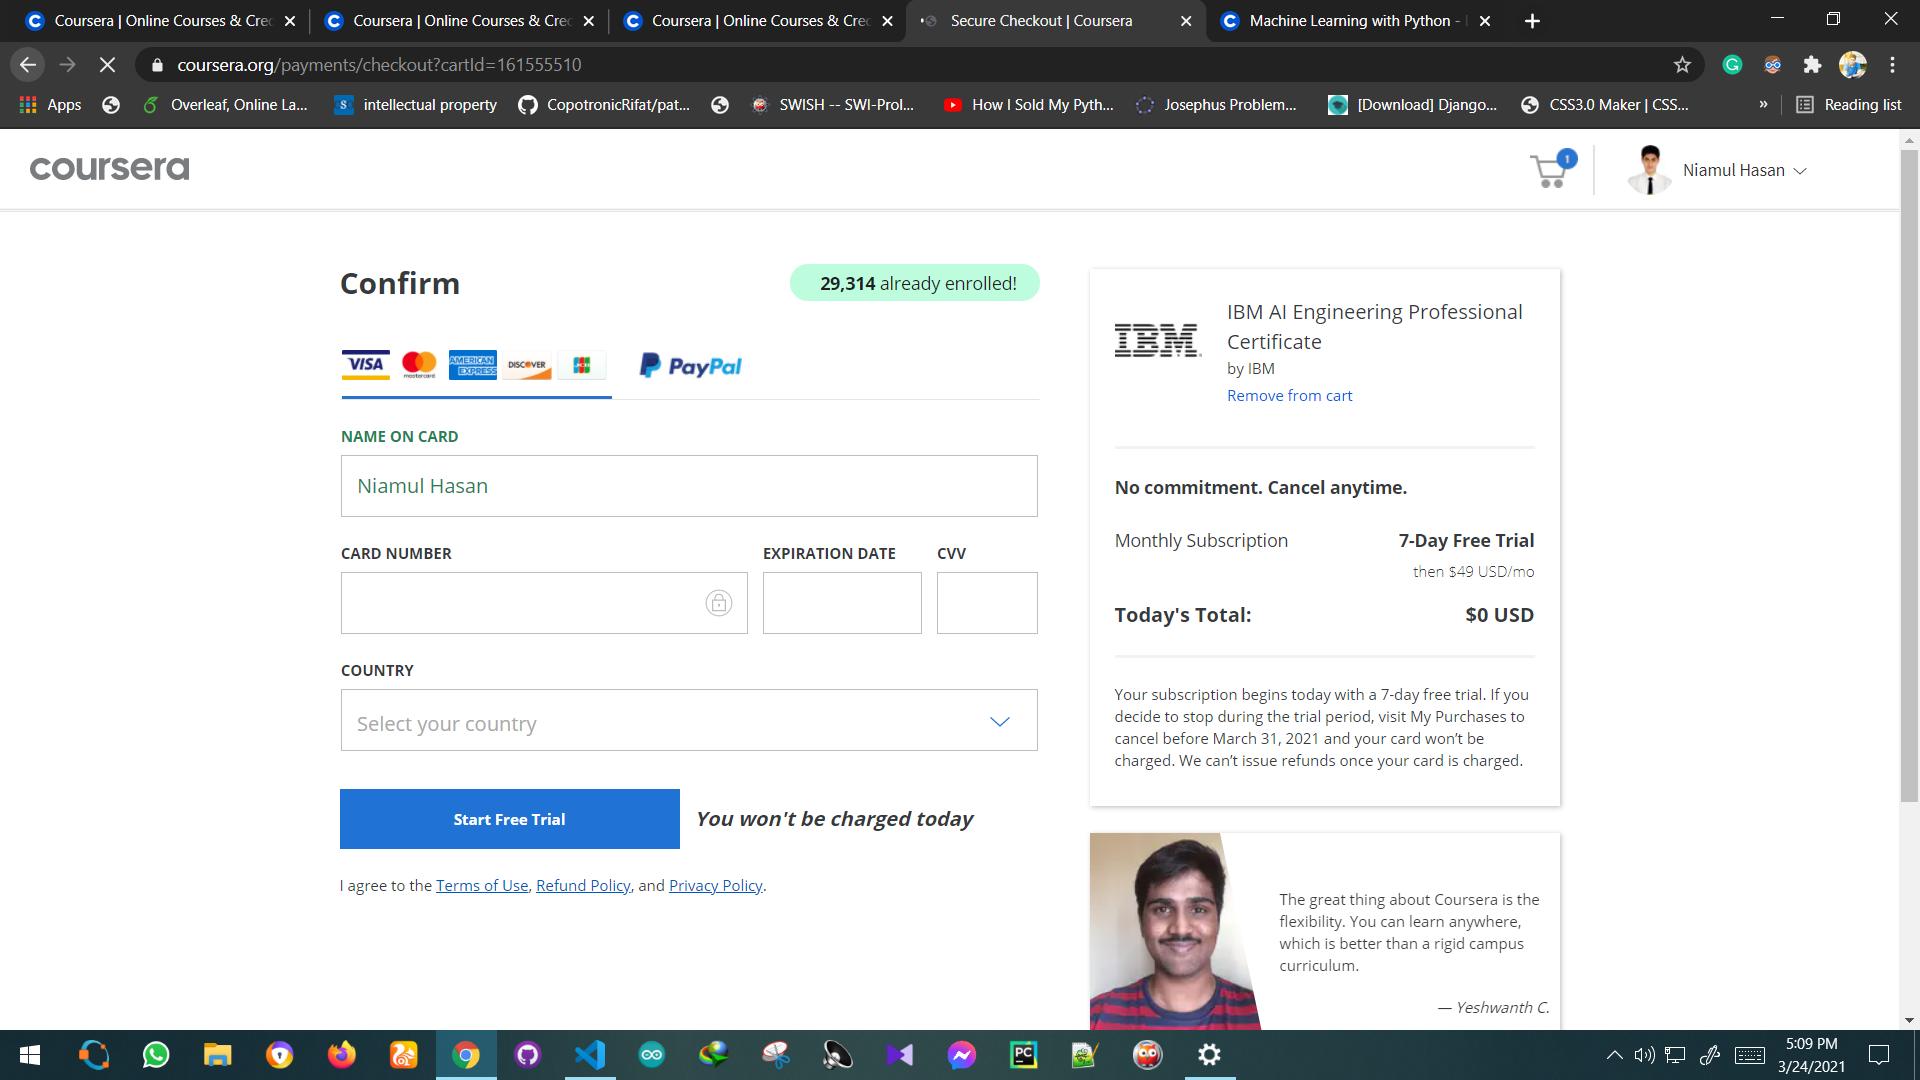 Coursera | Online Courses & Cred
Coursera | Online Courses & Cred
Coursera | Online Courses & Cred
Secure Checkout | Coursera
Machine Learning with Python -
coursera.org/payments/checkout?cartId=161555510
Apps
Overleaf, Online La...
intellectual property
CopotronicRifat/pat...
SWISH -- SWI-Prol...
How I Sold My Pyth...
Josephus Problem...
[Download] Django...
CSS3.0 Maker | CSS...
»
Reading list
coursera
1
Niamul Hasan
Confirm
29,314 already enrolled!
VISA
mastercard
AMERICAN EXPRESS
DISCOVER
JCB
PayPal
NAME ON CARD
Niamul Hasan
CARD NUMBER
EXPIRATION DATE
CVV
COUNTRY
Select your country
Start Free Trial
You won't be charged today
I agree to the Terms of Use, Refund Policy, and Privacy Policy.
IBM
IBM AI Engineering Professional
Certificate
by IBM
Remove from cart
No commitment. Cancel anytime.
Monthly Subscription
7-Day Free Trial
then $49 USD/mo
Today's Total:
$0 USD
Your subscription begins today with a 7-day free trial. If you
decide to stop during the trial period, visit My Purchases to
cancel before March 31, 2021 and your card won’t be
charged. We can’t issue refunds once your card is charged.
The great thing about Coursera is the
flexibility. You can learn anywhere,
which is better than a rigid campus
curriculum.
— Yeshwanth C.
PC
5:09 PM
3/24/2021